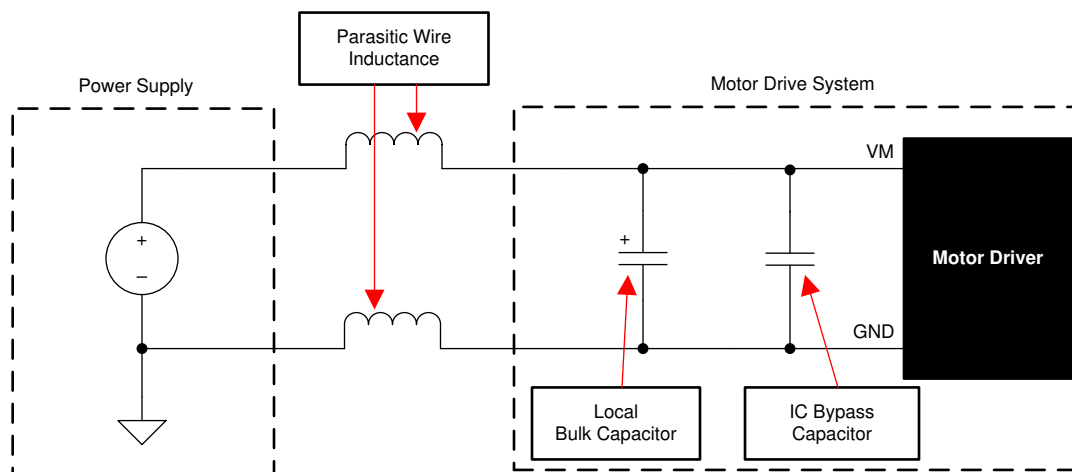 Parasitic Wire
Inductance
Power Supply
Motor Drive System
VM
+
–
+
Motor Driver
GND
Local
Bulk Capacitor
IC Bypass
Capacitor